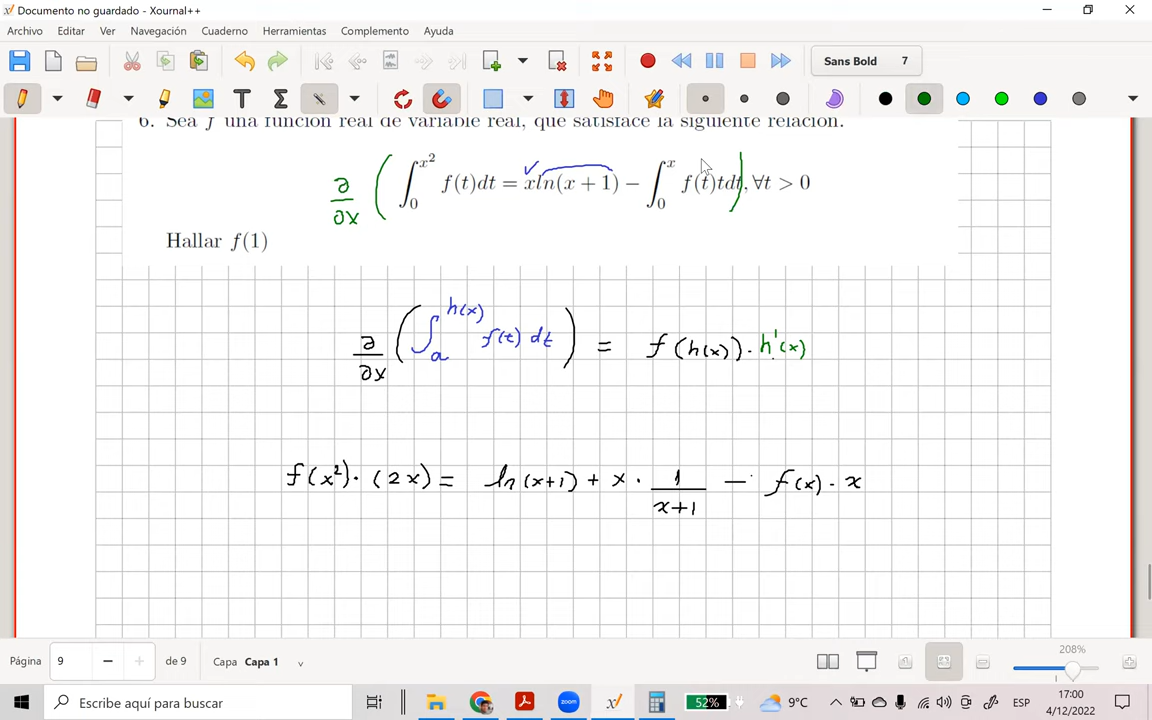 Documento no guardado - Xournal++
Archivo Editar Ver Navegación Cuaderno Herramientas Complemento Ayuda
Sans Bold 7
6. Sea f una función real de variable real, que satisface la siguiente relación.
∂/∂x ( ∫_0^{x^2} f(t)dt = xln(x + 1) − ∫_0^x f(t)tdt ), ∀t > 0
Hallar f(1)
∂/∂x ( ∫_a^{h(x)} f(t) dt ) = f(h(x)) · h'(x)
f(x²) · (2x) = ln(x+1) + x · 1/(x+1) − f(x) · x
Página 9 de 9 Capa Capa 1 208%
Escribe aquí para buscar 52% 9°C ESP 17:00
4/12/2022